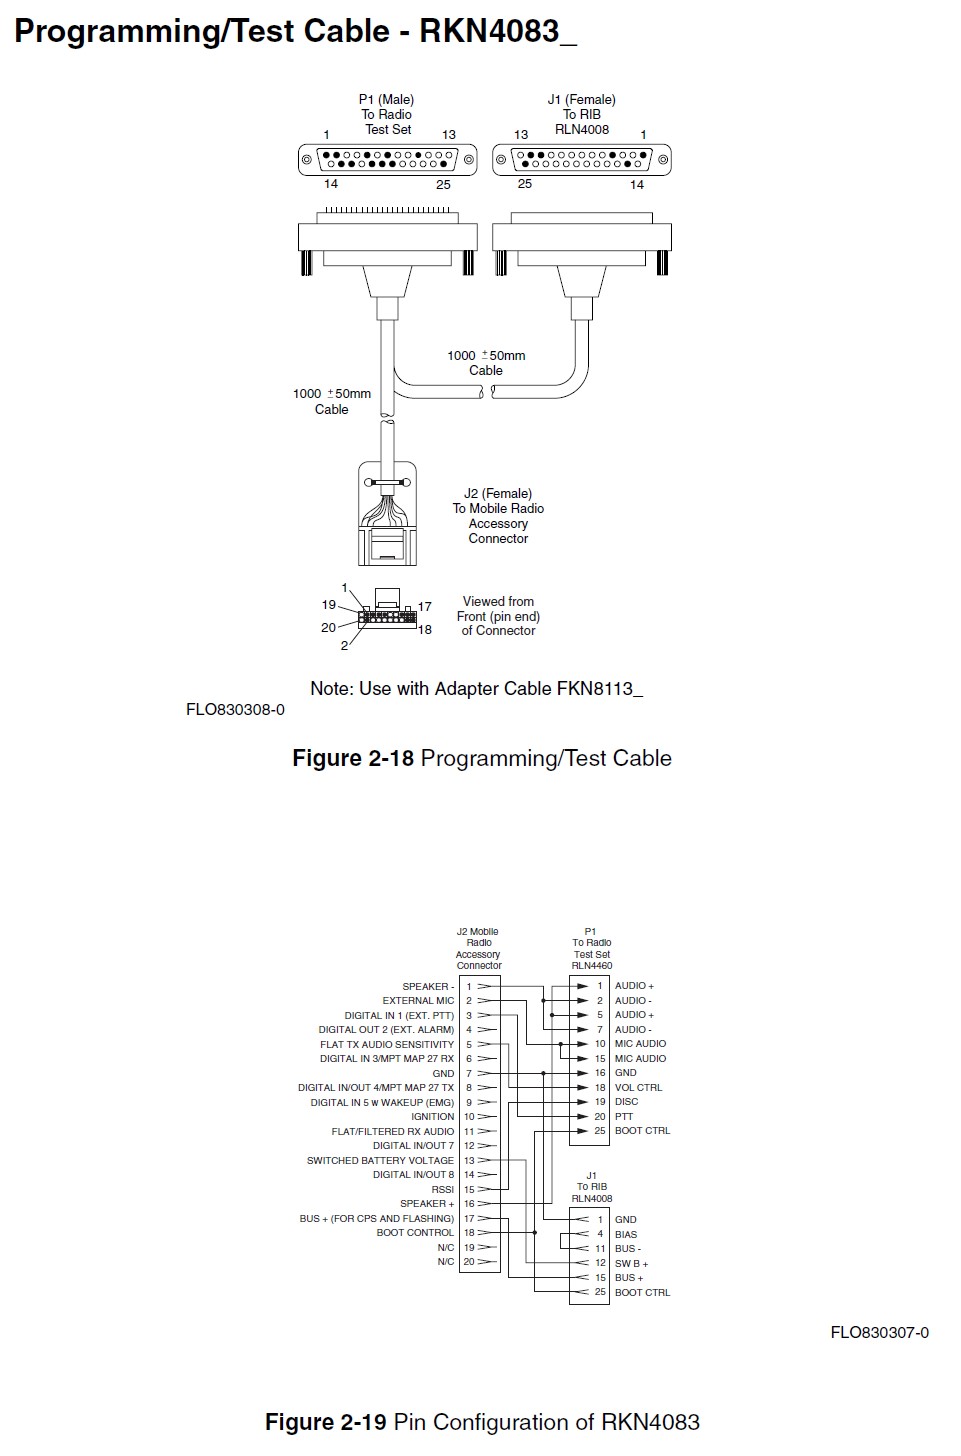 Programming/Test Cable - RKN4083_
P1 (Male)
To Radio
Test Set
J1 (Female)
To RIB
RLN4008
1 13
13 1
14 25
25 14
1000 ±50mm
Cable
1000 ±50mm
Cable
J2 (Female)
To Mobile Radio
Accessory
Connector
1
19
20
2
17
18
Viewed from
Front (pin end)
of Connector
Note: Use with Adapter Cable FKN8113_
FLO830308-0
Figure 2-18 Programming/Test Cable
J2 Mobile
Radio
Accessory
Connector
P1
To Radio
Test Set
RLN4460
SPEAKER - 1
EXTERNAL MIC 2
DIGITAL IN 1 (EXT. PTT) 3
DIGITAL OUT 2 (EXT. ALARM) 4
FLAT TX AUDIO SENSITIVITY 5
DIGITAL IN 3/MPT MAP 27 RX 6
GND 7
DIGITAL IN/OUT 4/MPT MAP 27 TX 8
DIGITAL IN 5 w WAKEUP (EMG) 9
IGNITION 10
FLAT/FILTERED RX AUDIO 11
DIGITAL IN/OUT 7 12
SWITCHED BATTERY VOLTAGE 13
DIGITAL IN/OUT 8 14
RSSI 15
SPEAKER + 16
BUS + (FOR CPS AND FLASHING) 17
BOOT CONTROL 18
N/C 19
N/C 20
1 AUDIO +
2 AUDIO -
5 AUDIO +
7 AUDIO -
10 MIC AUDIO
15 MIC AUDIO
16 GND
18 VOL CTRL
19 DISC
20 PTT
25 BOOT CTRL
J1
To RIB
RLN4008
1 GND
4 BIAS
11 BUS -
12 SW B +
15 BUS +
25 BOOT CTRL
FLO830307-0
Figure 2-19 Pin Configuration of RKN4083